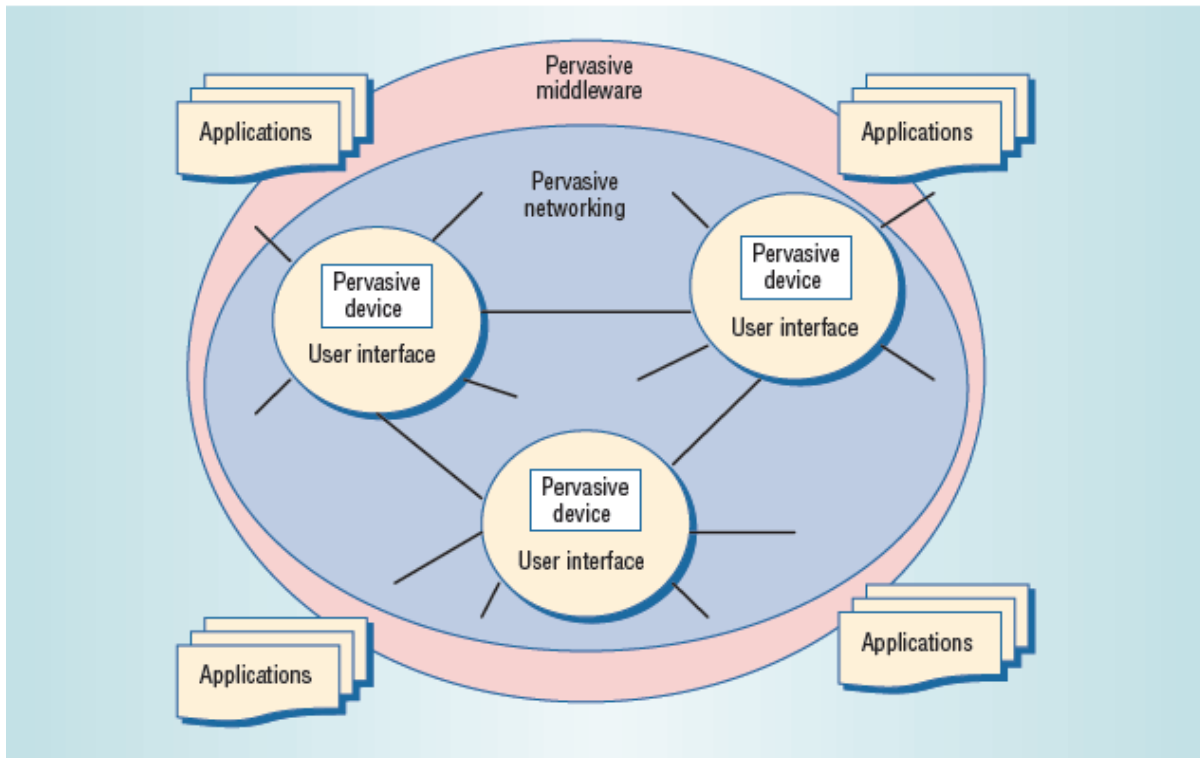 Pervasive
middleware
Applications
Applications
Pervasive
networking
Pervasive
device
User interface
Pervasive
device
User interface
Pervasive
device
User interface
Applications
Applications